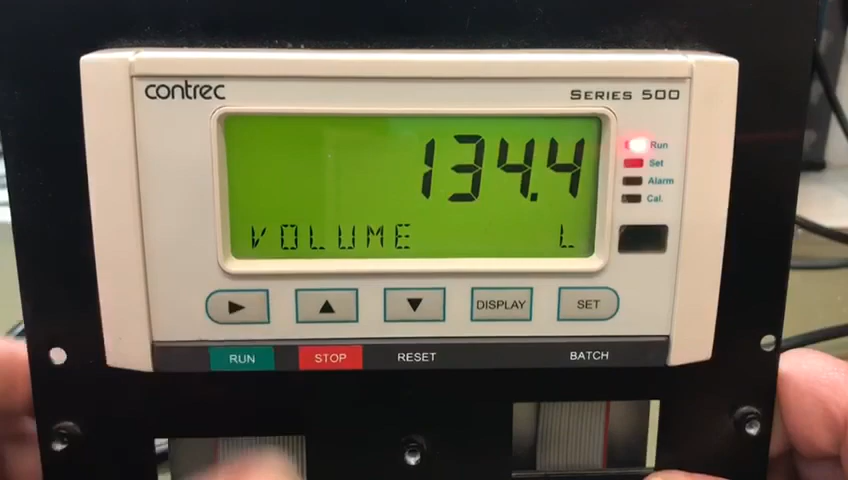 contrec
SERIES 500
134.4
VOLUME L
Run
Set
Alarm
Cal.
DISPLAY
SET
RUN
STOP
RESET
BATCH